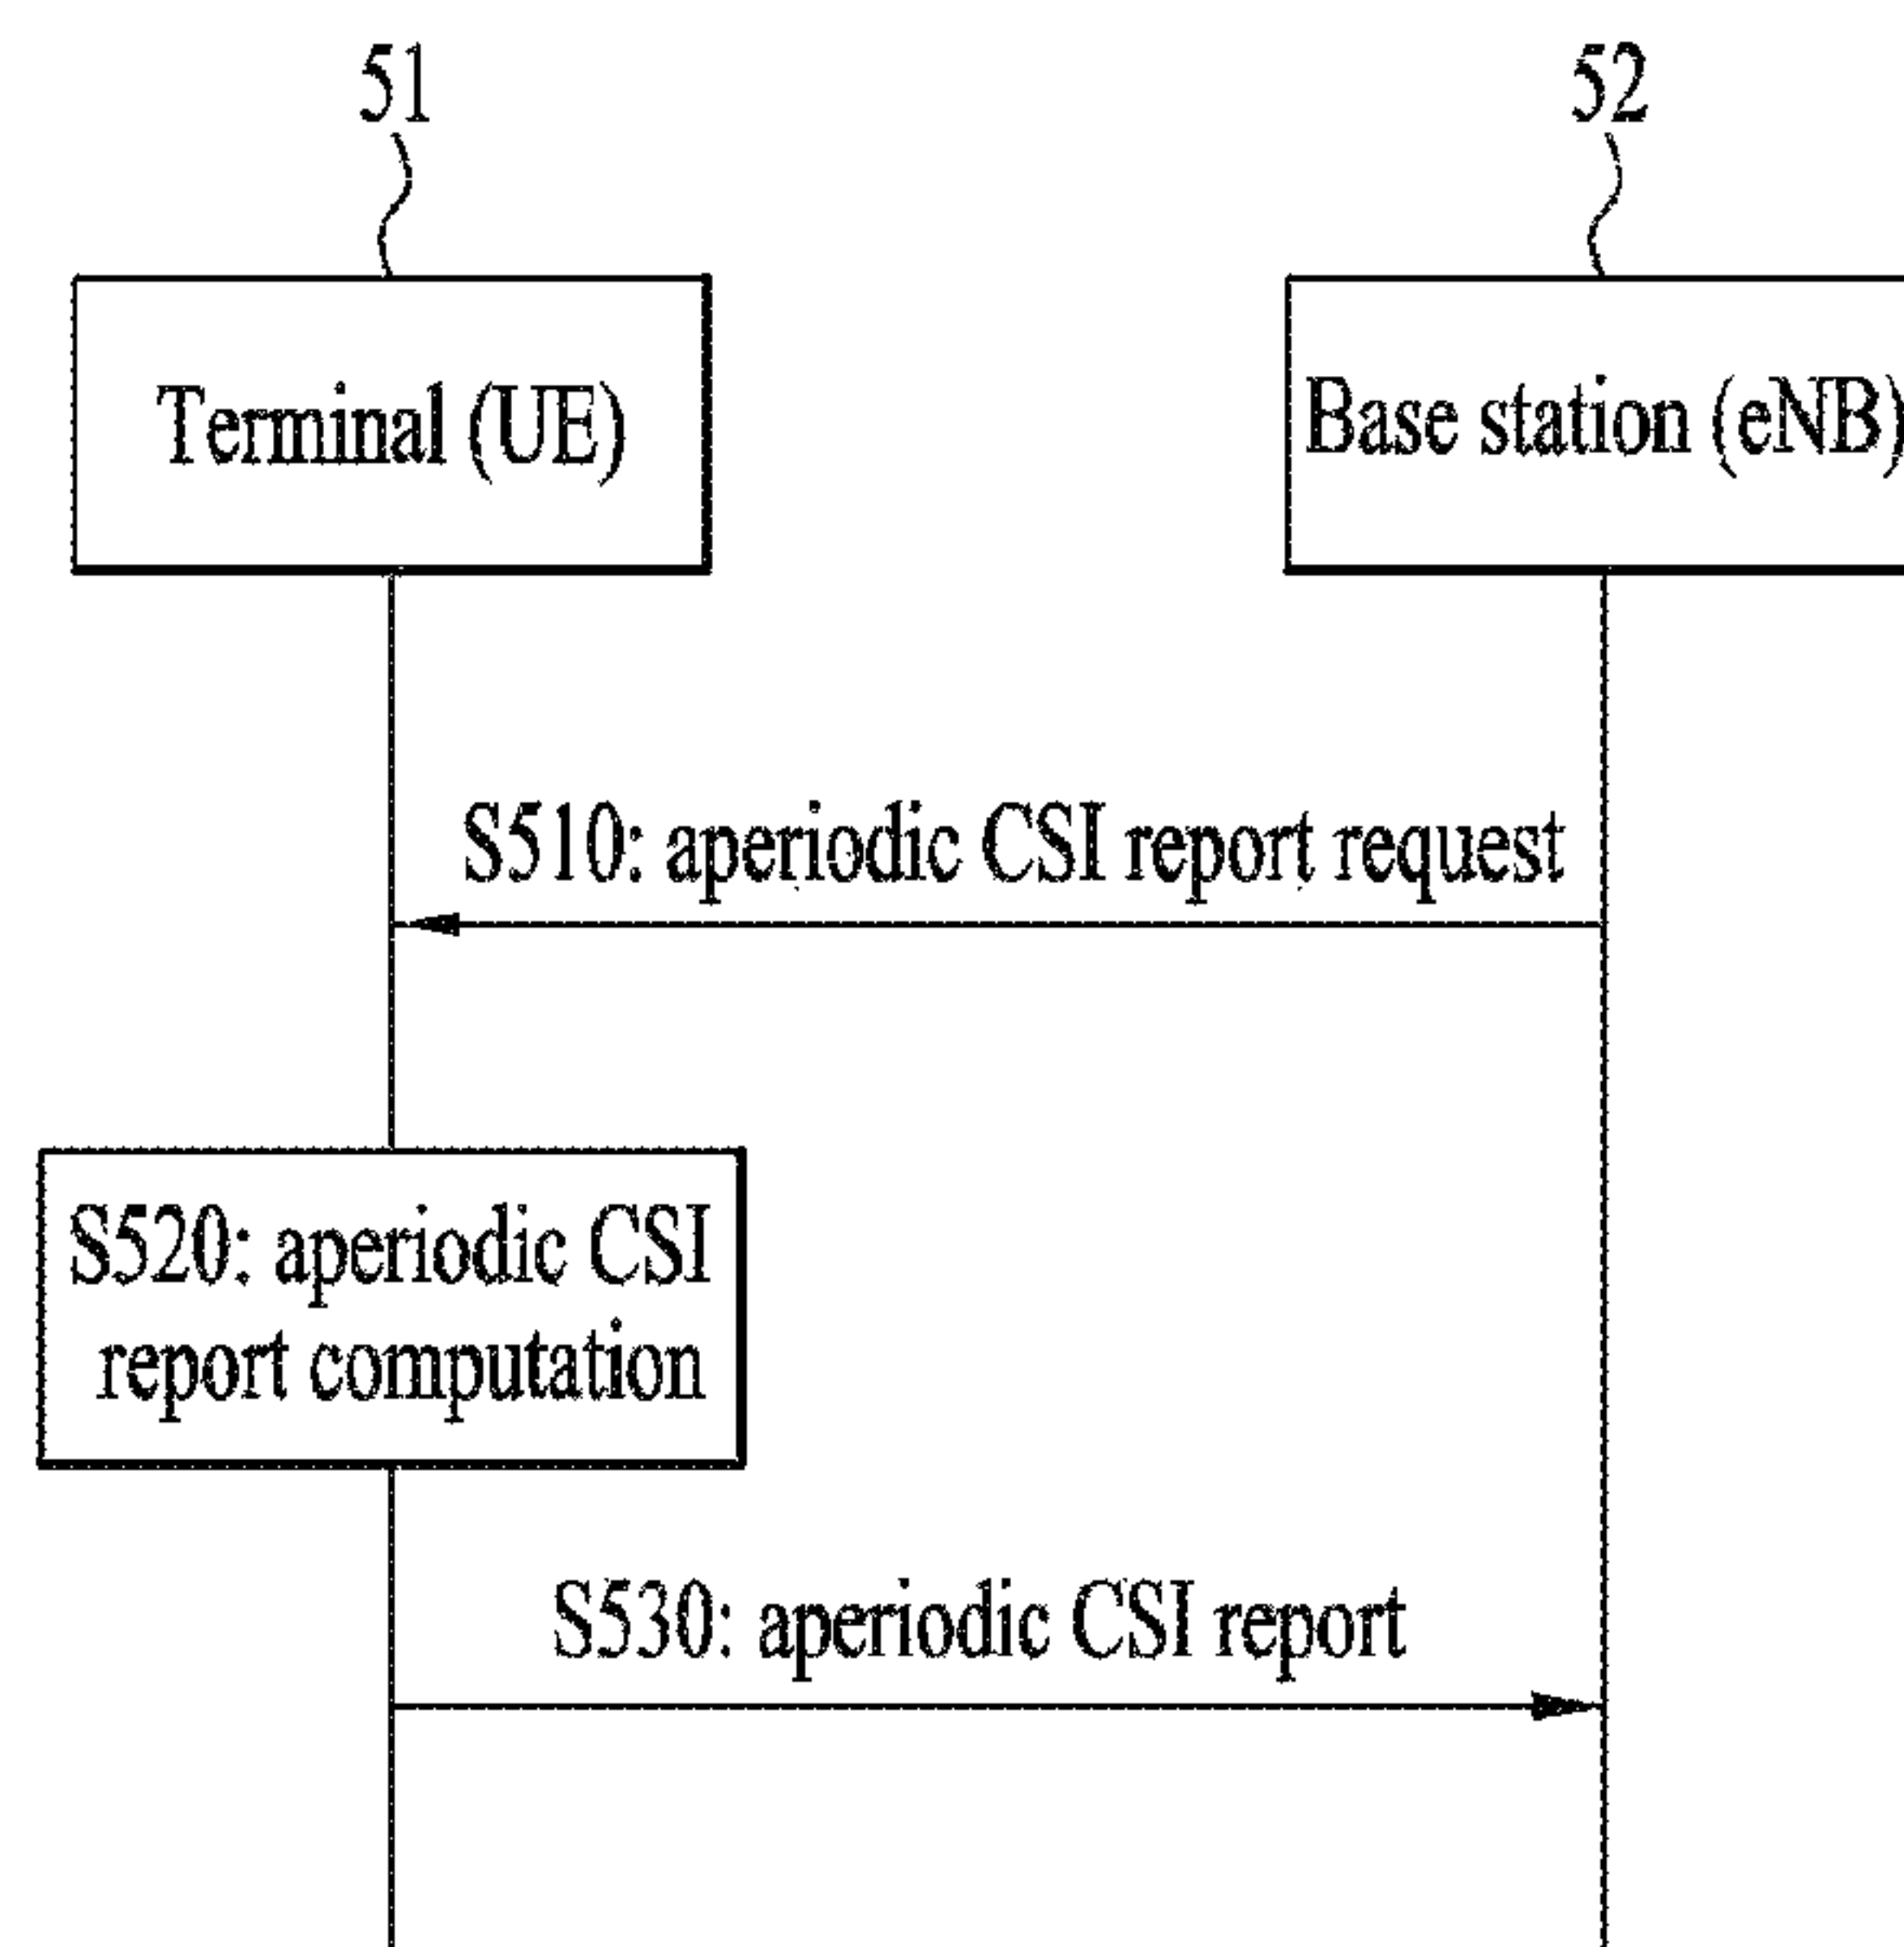 51
52
Terminal (UE)
Base station (eNB)
S510: aperiodic CSI report request
S520: aperiodic CSI
report computation
S530: aperiodic CSI report